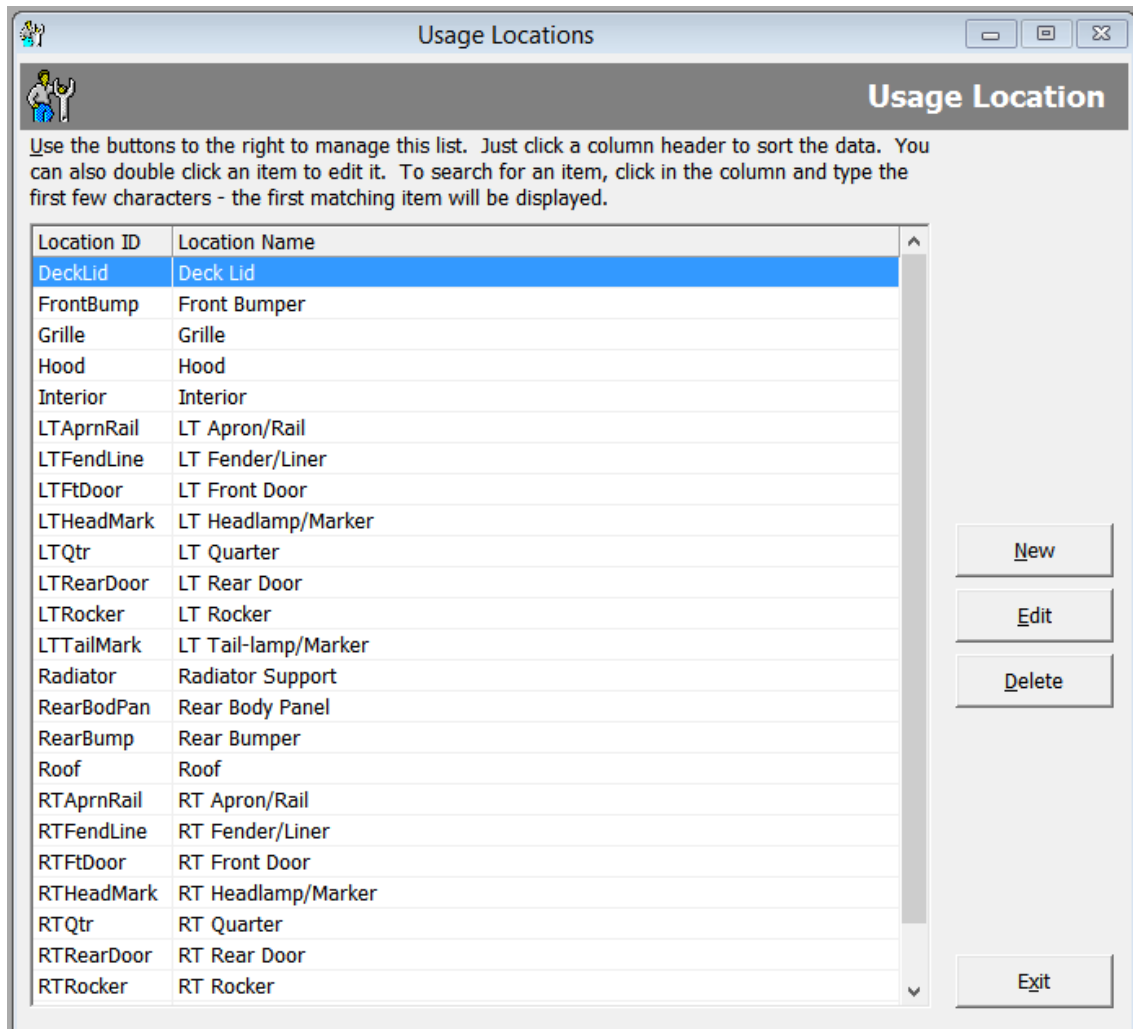 Usage Locations
Usage Location
Use the buttons to the right to manage this list.  Just click a column header to sort the data.  You
can also double click an item to edit it.  To search for an item, click in the column and type the
first few characters - the first matching item will be displayed.
Location ID Location Name
DeckLid Deck Lid
FrontBump Front Bumper
Grille Grille
Hood Hood
Interior Interior
LTAprnRail LT Apron/Rail
LTFendLine LT Fender/Liner
LTFtDoor LT Front Door
LTHeadMark LT Headlamp/Marker
LTQtr LT Quarter
LTRearDoor LT Rear Door
LTRocker LT Rocker
LTTailMark LT Tail-lamp/Marker
Radiator Radiator Support
RearBodPan Rear Body Panel
RearBump Rear Bumper
Roof Roof
RTAprnRail RT Apron/Rail
RTFendLine RT Fender/Liner
RTFtDoor RT Front Door
RTHeadMark RT Headlamp/Marker
RTQtr RT Quarter
RTRearDoor RT Rear Door
RTRocker RT Rocker
New
Edit
Delete
Exit